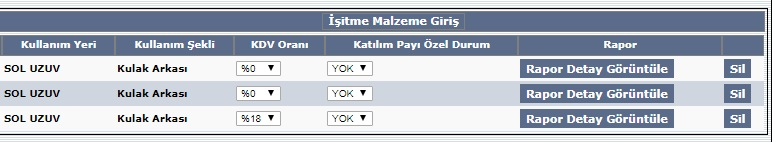 İşitme Malzeme Giriş
Kullanım Yeri Kullanım Şekli KDV Oranı Katılım Payı Özel Durum Rapor
SOL UZUV Kulak Arkası %0 YOK Rapor Detay Görüntüle Sil
SOL UZUV Kulak Arkası %0 YOK Rapor Detay Görüntüle Sil
SOL UZUV Kulak Arkası %18 YOK Rapor Detay Görüntüle Sil